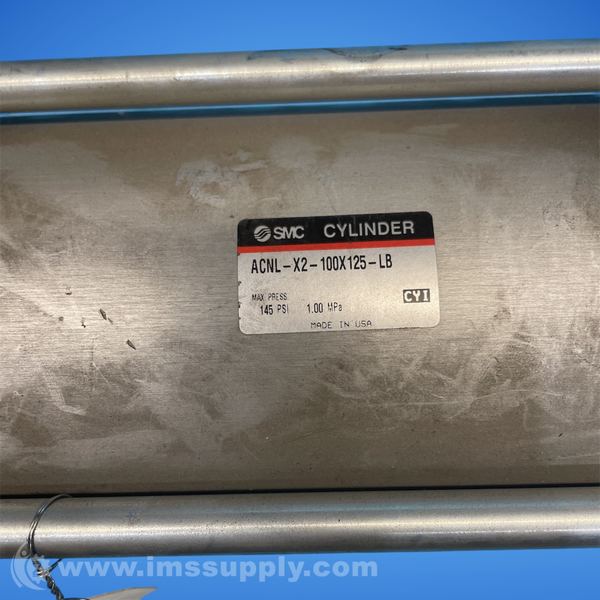 SMC CYLINDER
ACNL-X2-100X125-LB
MAX PRESS
145 PSI 1.00 MPa
CYI
MADE IN USA
www.imssupply.com